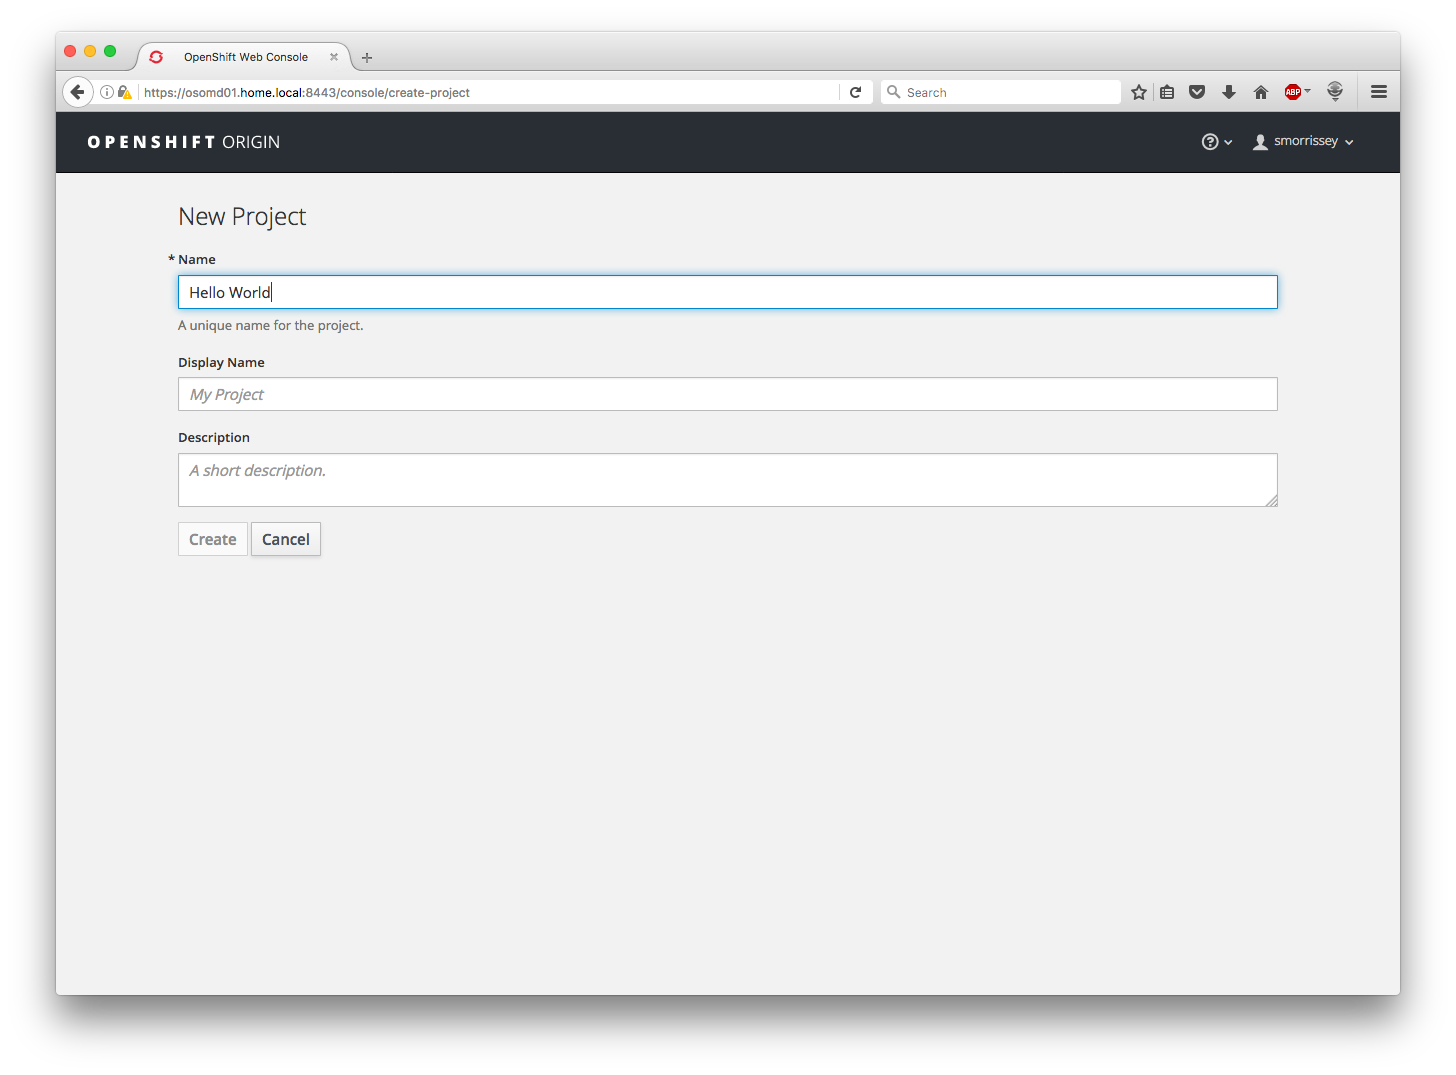 OpenShift Web Console
https://osomd01.home.local:8443/console/create-project
Search
ABP
OPENSHIFT ORIGIN
smorrissey
New Project
* Name
Hello World
A unique name for the project.
Display Name
My Project
Description
A short description.
Create
Cancel